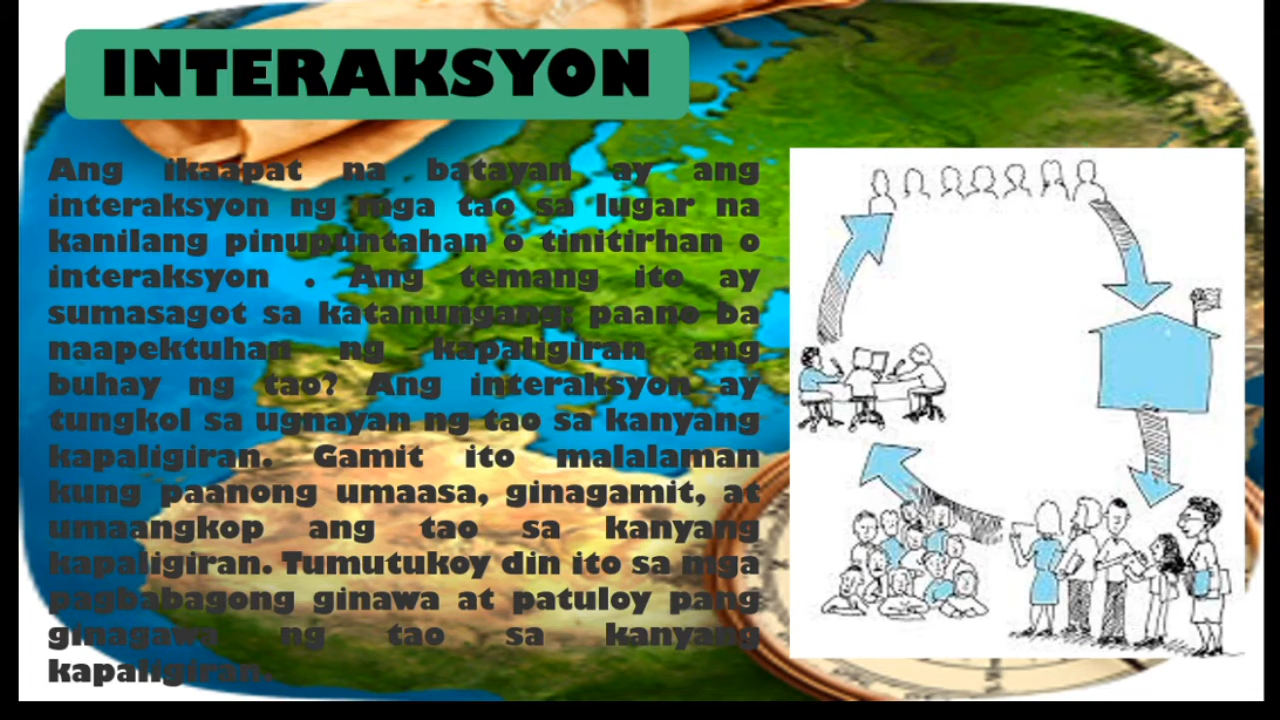 INTERAKSYON
Ang ikaapat na batayan ay ang
interaksyon ng mga tao sa lugar na
kanilang pinupuntahan o tinitirhan o
interaksyon . Ang temang ito ay
sumasagot sa katanungang: paano ba
naapektuhan ng kapaligiran ang
buhay ng tao? Ang interaksyon ay
tungkol sa ugnayan ng tao sa kanyang
kapaligiran. Gamit ito malalaman
kung paanong umaasa, ginagamit, at
umaangkop ang tao sa kanyang
kapaligiran. Tumutukoy din ito sa mga
pagbabagong ginawa at patuloy pang
ginagawa ng tao sa kanyang
kapaligiran.